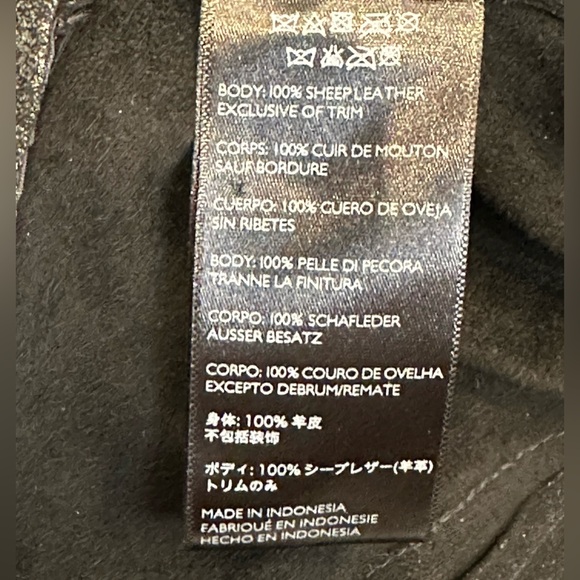 BODY: 100% SHEEP LEATHER
EXCLUSIVE OF TRIM
CORPS: 100% CUIR DE MOUTON
SAUF BORDURE
CUERPO: 100% CUERO DE OVEJA
SIN RIBETES
BODY: 100% PELLE DI PECORA
TRANNE LA FINITURA
CORPO: 100% SCHAFLEDER
AUSSER BESATZ
CORPO: 100% COURO DE OVELHA
EXCEPTO DEBRUM/REMATE
身体: 100% 羊皮
不包括装饰
ボディ: 100% シープレザー(羊革)
トリムのみ
MADE IN INDONESIA
FABRIQUÉ EN INDONESIE
HECHO EN INDONESIA